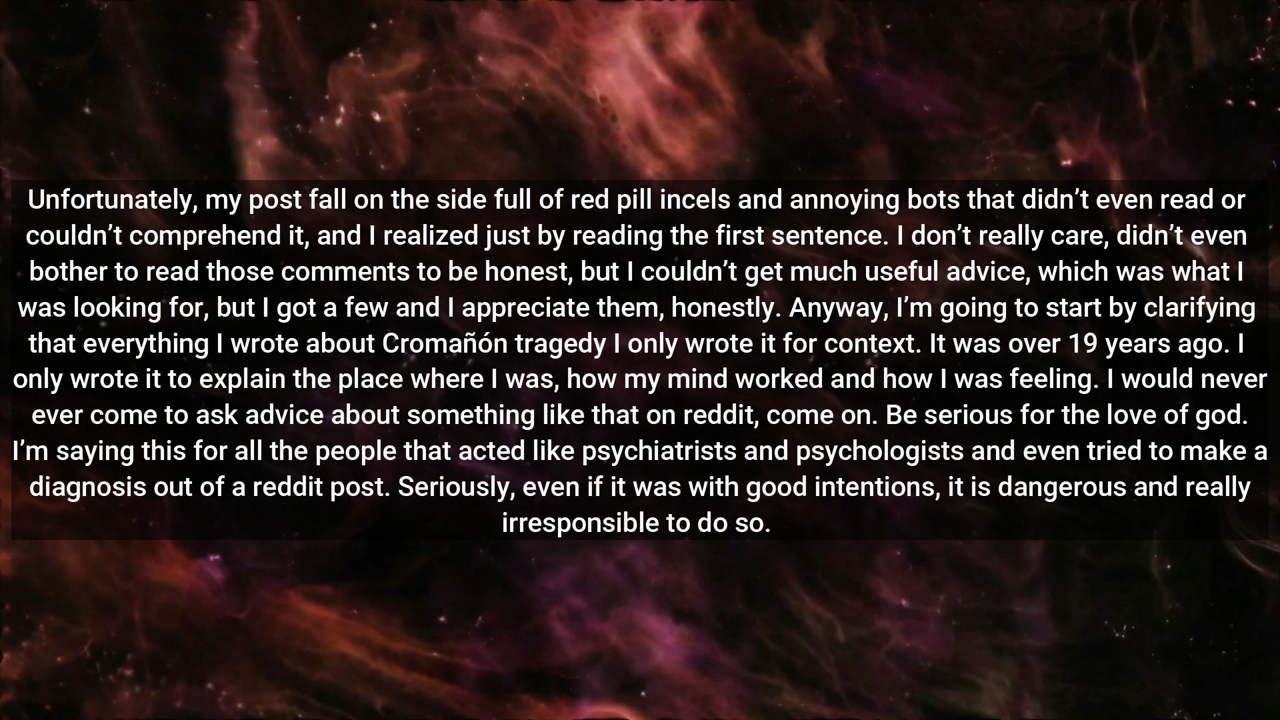 Unfortunately, my post fall on the side full of red pill incels and annoying bots that didn’t even read or
couldn’t comprehend it, and I realized just by reading the first sentence. I don’t really care, didn’t even
bother to read those comments to be honest, but I couldn’t get much useful advice, which was what I
was looking for, but I got a few and I appreciate them, honestly. Anyway, I’m going to start by clarifying
that everything I wrote about Cromañón tragedy I only wrote it for context. It was over 19 years ago. I
only wrote it to explain the place where I was, how my mind worked and how I was feeling. I would never
ever come to ask advice about something like that on reddit, come on. Be serious for the love of god.
I’m saying this for all the people that acted like psychiatrists and psychologists and even tried to make a
diagnosis out of a reddit post. Seriously, even if it was with good intentions, it is dangerous and really
irresponsible to do so.